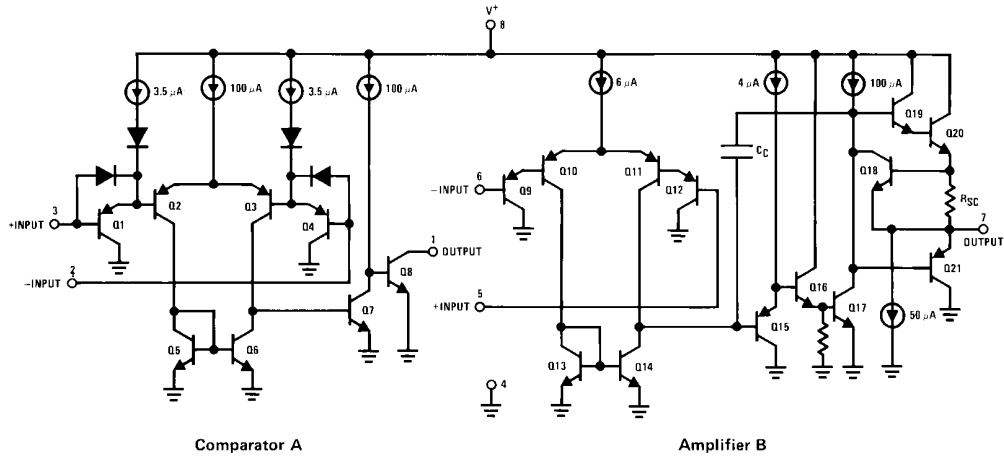 V+
8
3.5 µA
100 µA
3.5 µA
100 µA
6 µA
4 µA
100 µA
Q19
Q20
CC
Q18
RSC
6
−INPUT
Q9
Q10
Q11
Q12
3
+INPUT
Q1
Q2
Q3
Q4
2
−INPUT
1
OUTPUT
Q8
Q7
7
OUTPUT
Q21
5
+INPUT
Q16
Q17
50 µA
Q15
Q5
Q6
Q13
Q14
4
Comparator A
Amplifier B